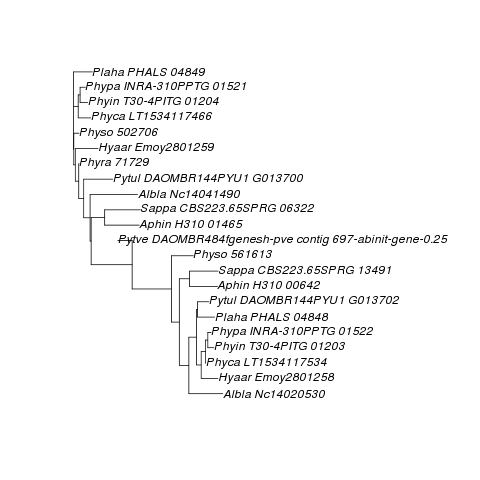 Plaha PHALS 04849
Phypa INRA-310PPTG 01521
Phyin T30-4PITG 01204
Phyca LT1534117466
Physo 502706
Hyaar Emoy2801259
Phyra 71729
Pytul DAOMBR144PYU1 G013700
Albla Nc14041490
Sappa CBS223.65SPRG 06322
Aphin H310 01465
Pytve DAOMBR484fgenesh-pve contig 697-abinit-gene-0.25
Physo 561613
Sappa CBS223.65SPRG 13491
Aphin H310 00642
Pytul DAOMBR144PYU1 G013702
Plaha PHALS 04848
Phypa INRA-310PPTG 01522
Phyin T30-4PITG 01203
Phyca LT1534117534
Hyaar Emoy2801258
Albla Nc14020530